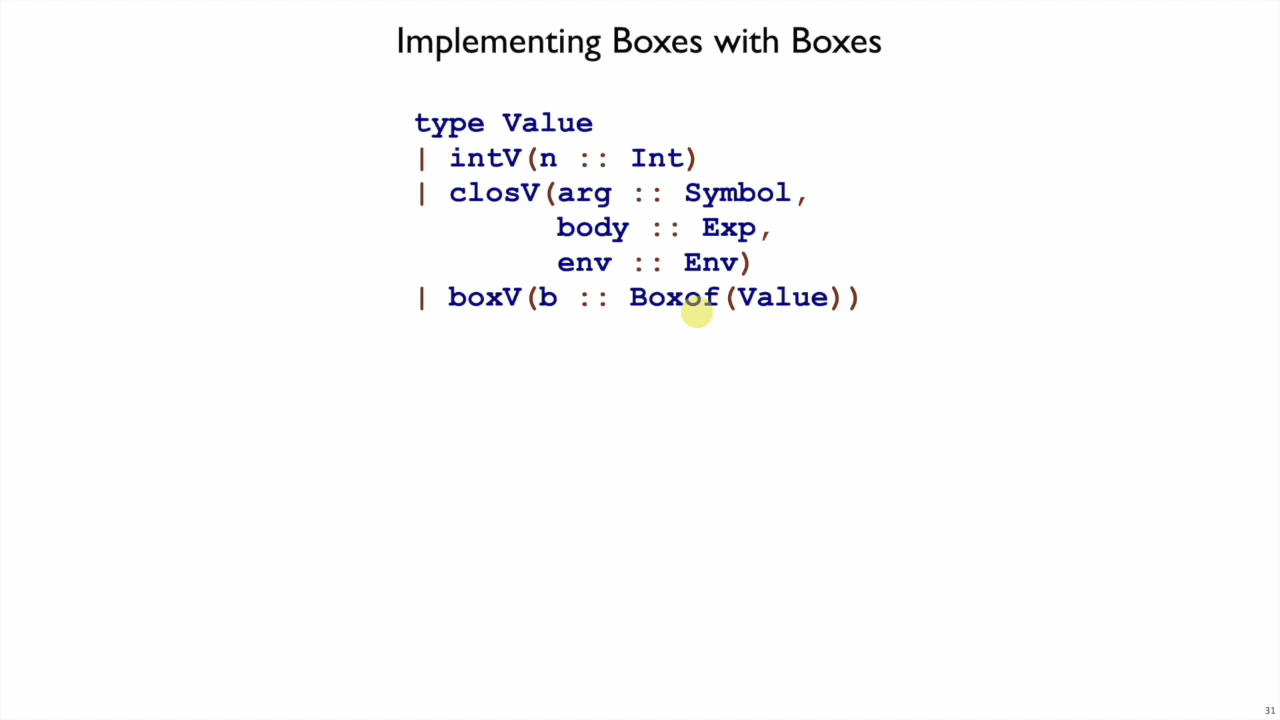 Implementing Boxes with Boxes
type Value
| intV(n :: Int)
| closV(arg :: Symbol,
body :: Exp,
env :: Env)
| boxV(b :: Boxof(Value))
31